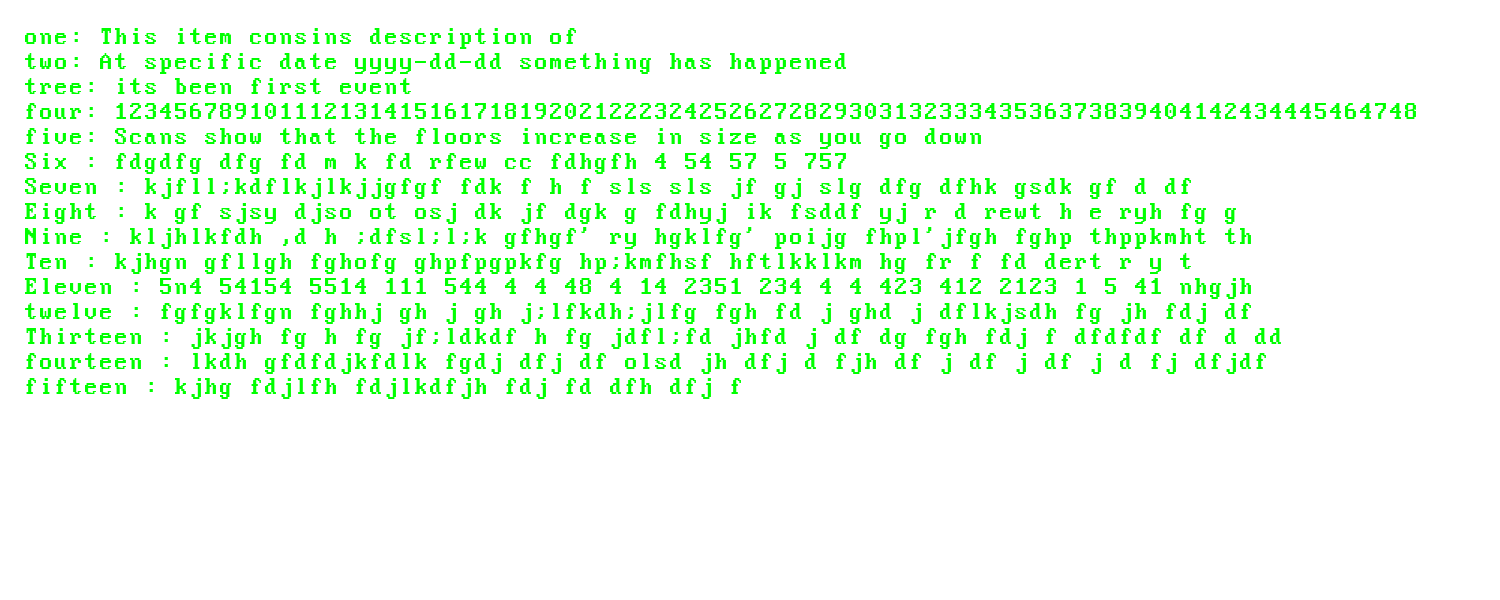 one: This item consins description of
two: At specific date yyyy-dd-dd something has happened
tree: its been first event
four: 123456789101112131415161718192021222324252627282930313233343536373839404142434445464748
five: Scans show that the floors increase in size as you go down
Six : fdgdfg dfg fd m k fd rfew cc fdhgfh 4 54 57 5 757
Seven : kjfll;kdflkjlkjjgfgf fdk f h f sls sls jf gj slg dfg dfhk gsdk gf d df
Eight : k gf sjsy djso ot osj dk jf dgk g fdhyj ik fsddf yj r d rewt h e ryh fg g
Nine : kljhlkfdh ,d h ;dfsl;l;k gfhgf' ry hgklfg' poijg fhpl'jfgh fghp thppkmht th
Ten : kjhgn gfllgh fghofg ghpfpgpkfg hp;kmfhsf hftlkklkm hg fr f fd dert r y t
Eleven : 5n4 54154 5514 111 544 4 4 48 4 14 2351 234 4 4 423 412 2123 1 5 41 nhgjh
twelve : fgfgklfgn fghhj gh j gh j;lfkdh;jlfg fgh fd j ghd j dflkjsdh fg jh fdj df
Thirteen : jkjgh fg h fg jf;ldkdf h fg jdfl;fd jhfd j df dg fgh fdj f dfdfdf df d dd
fourteen : lkdh gfdfdjkfdlk fgdj dfj df olsd jh dfj d fjh df j df j df j d fj dfjdf
fifteen : kjhg fdjlfh fdjlkdfjh fdj fd dfh dfj f